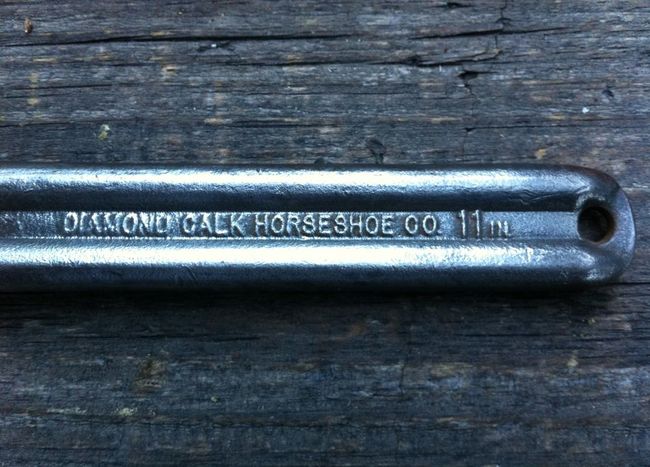 DIAMOND CALK HORSESHOE CO. 11 in.